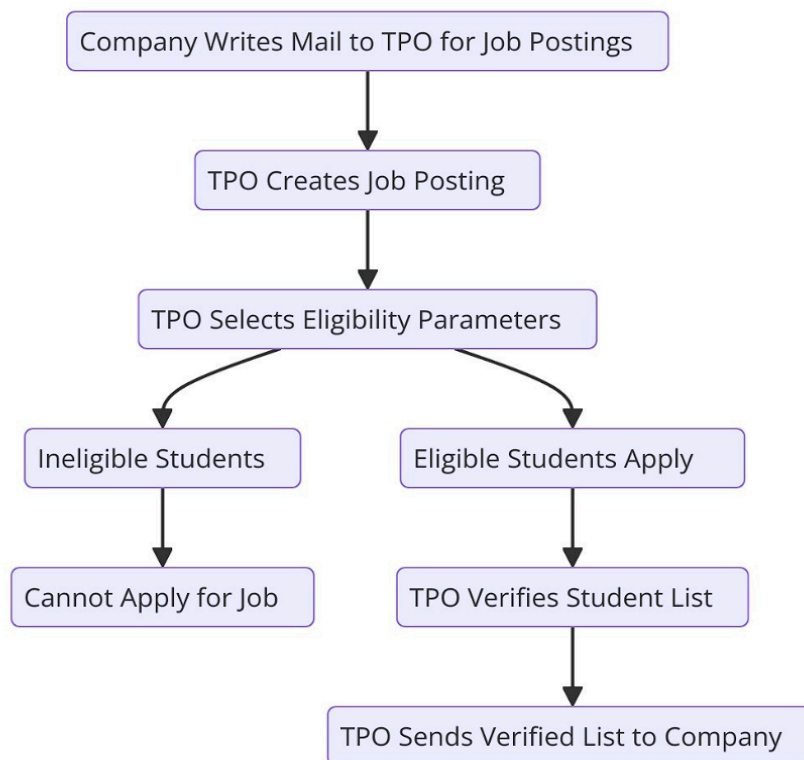 Company Writes Mail to TPO for Job Postings
TPO Creates Job Posting
TPO Selects Eligibility Parameters
Ineligible Students
Eligible Students Apply
Cannot Apply for Job
TPO Verifies Student List
TPO Sends Verified List to Company